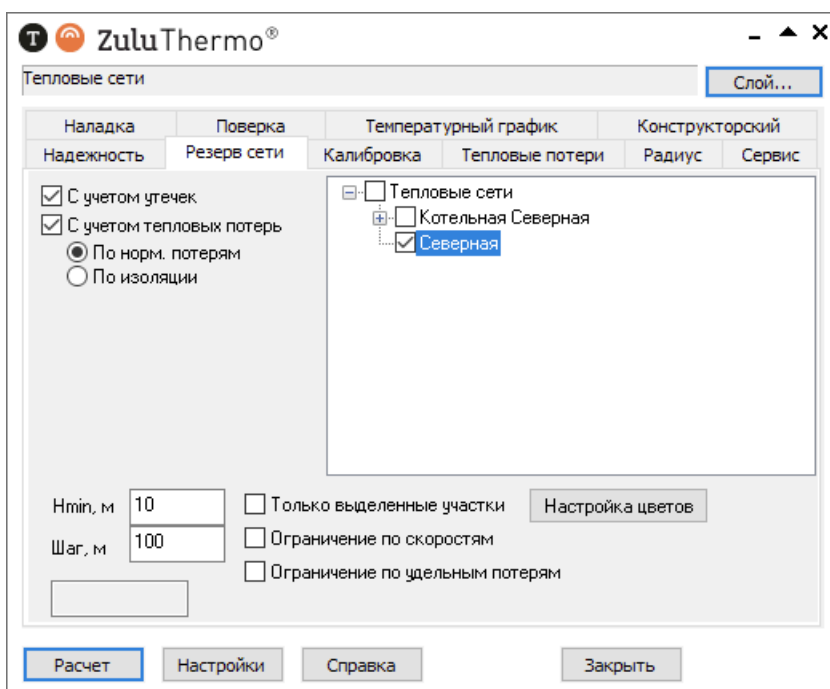 T ZuluThermo®
Тепловые сети
Слой...
Наладка Поверка Температурный график Конструкторский
Надежность Резерв сети Калибровка Тепловые потери Радиус Сервис
С учетом утечек
С учетом тепловых потерь
По норм. потерям
По изоляции
Тепловые сети
Котельная Северная
Северная
Hmin, м 10
Шаг, м 100
Только выделенные участки
Ограничение по скоростям
Ограничение по удельным потерям
Настройка цветов
Расчет Настройки Справка Закрыть